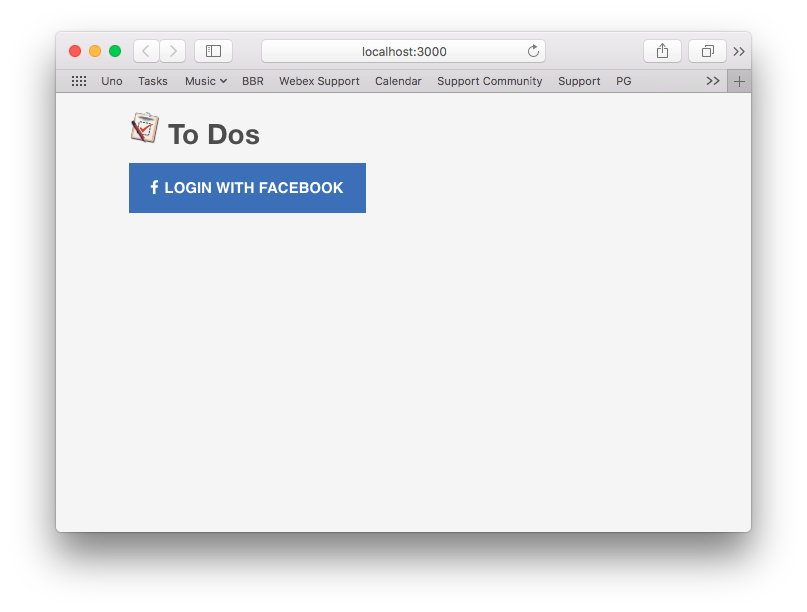 localhost:3000
Uno Tasks Music BBR Webex Support Calendar Support Community Support PG
To Dos
LOGIN WITH FACEBOOK